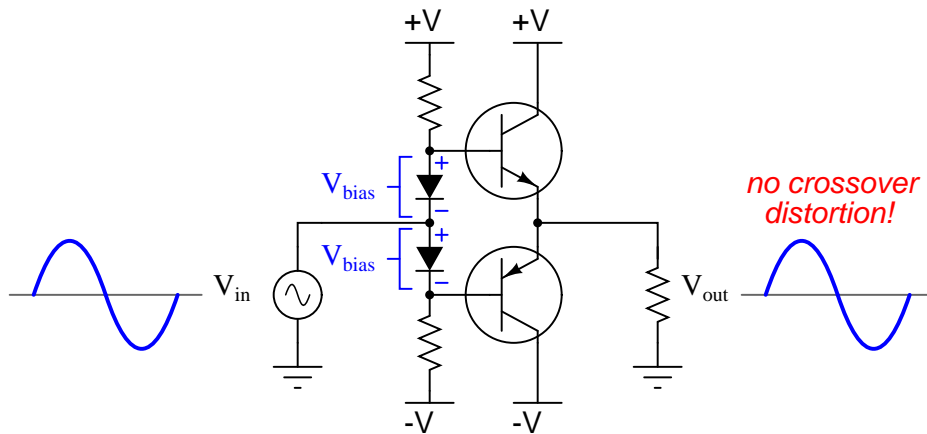 +V
+V
+
V_bias
−
no crossover
distortion!
+
V_bias
−
V_in
V_out
-V
-V